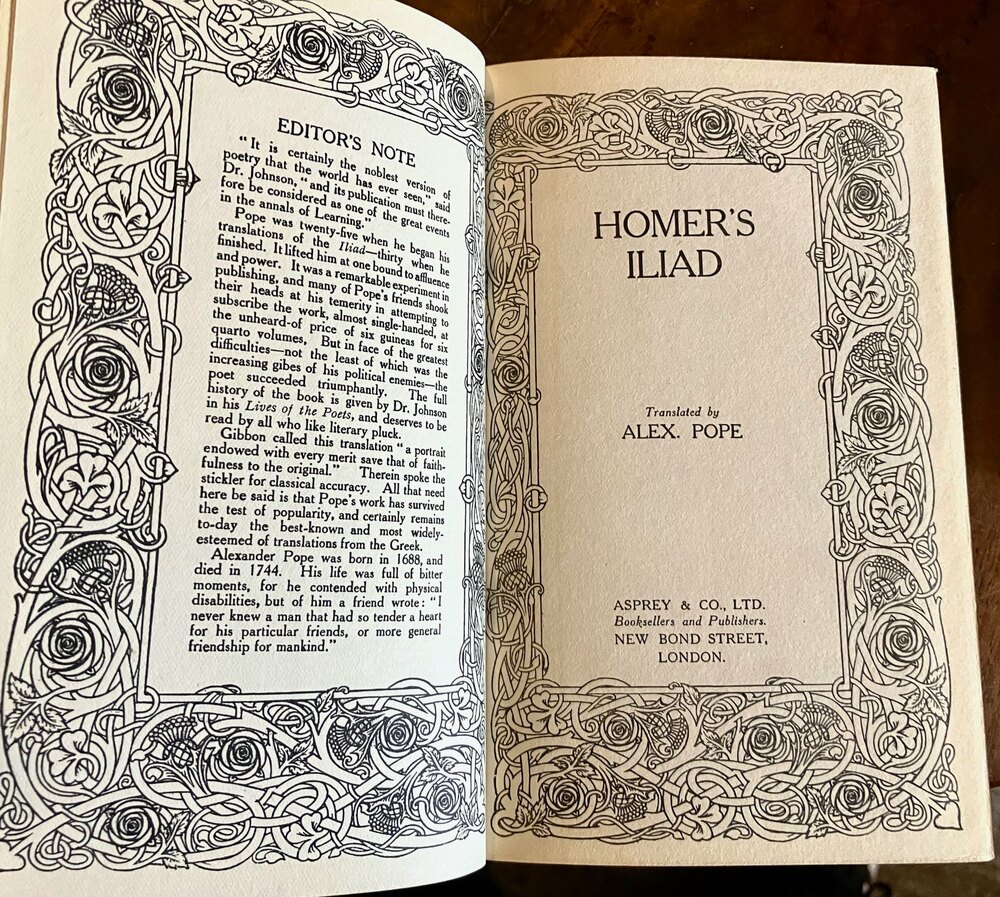 EDITOR'S NOTE
"It is certainly the noblest version of
poetry that the world has ever seen," said
Dr. Johnson, "and its publication must there-
fore be considered as one of the great events
in the annals of Learning."
Pope was twenty-five when he began his
translations of the Iliad—thirty when he
finished. It lifted him at one bound to affluence
and power. It was a remarkable experiment in
publishing, and many of Pope's friends shook
their heads at his temerity in attempting to
subscribe the work, almost single-handed, at
the unheard-of price of six guineas for six
quarto volumes. But in face of the greatest
difficulties—not the least of which was the
increasing gibes of his political enemies—the
poet succeeded triumphantly. The full
history of the book is given by Dr. Johnson
in his Lives of the Poets, and deserves to be
read by all who like literary pluck.
Gibbon called this translation "a portrait
endowed with every merit save that of faith-
fulness to the original." Therein spoke the
stickler for classical accuracy. All that need
here be said is that Pope's work has survived
the test of popularity, and certainly remains
to-day the best-known and most widely-
esteemed of translations from the Greek.
Alexander Pope was born in 1688, and
died in 1744. His life was full of bitter
moments, for he contended with physical
disabilities, but of him a friend wrote: "I
never knew a man that had so tender a heart
for his particular friends, or more general
friendship for mankind."
HOMER'S
ILIAD
Translated by
ALEX. POPE
ASPREY & CO., LTD.
Booksellers and Publishers.
NEW BOND STREET,
LONDON.